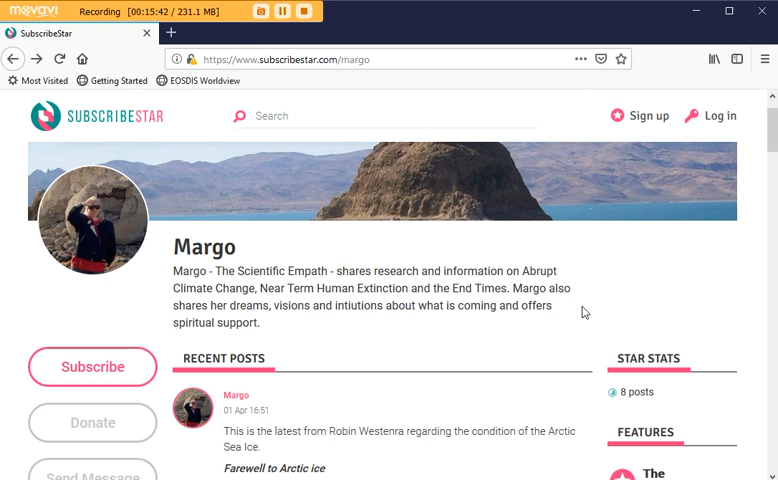 movavi
Recording [00:15:42 / 231.1 MB]
SubscribeStar
https://www.subscribestar.com/margo
Most Visited Getting Started EOSDIS Worldview
SUBSCRIBESTAR Search Sign up Log in
Margo
Margo - The Scientific Empath - shares research and information on Abrupt
Climate Change, Near Term Human Extinction and the End Times. Margo also
shares her dreams, visions and intiutions about what is coming and offers
spiritual support.
Subscribe
Donate
Send Message
RECENT POSTS
Margo
01 Apr 16:51
This is the latest from Robin Westenra regarding the condition of the Arctic
Sea Ice.
Farewell to Arctic ice
STAR STATS
8 posts
FEATURES
The